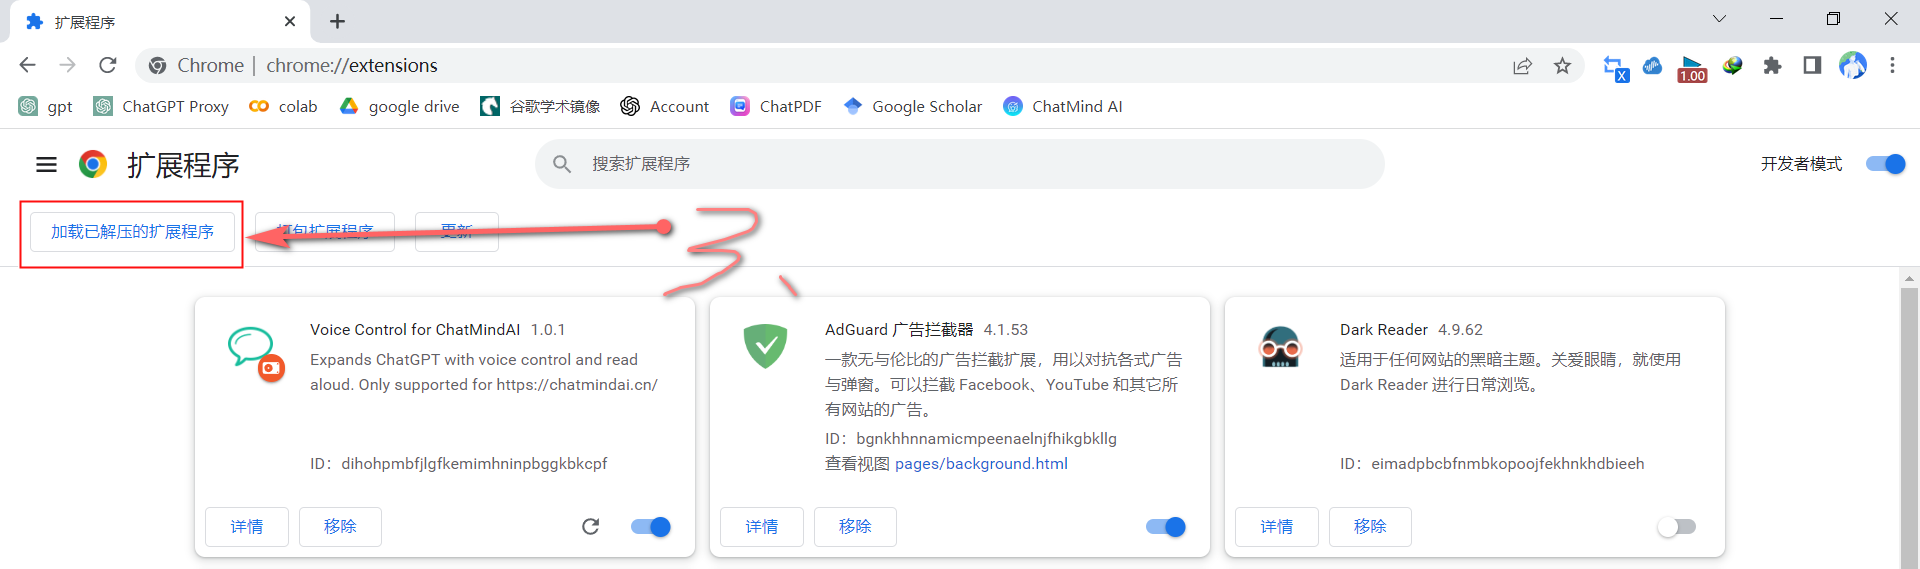 扩展程序
Chrome | chrome://extensions
X
1.00
gpt ChatGPT Proxy colab google drive 谷歌学术镜像 Account ChatPDF Google Scholar ChatMind AI
扩展程序
搜索扩展程序
开发者模式
加载已解压的扩展程序 打包扩展程序 更新
3、
Voice Control for ChatMindAI 1.0.1
Expands ChatGPT with voice control and read
aloud. Only supported for https://chatmindai.cn/
ID：dihohpmbfjlgfkemimhninpbggkbkcpf
详情 移除
AdGuard 广告拦截器 4.1.53
一款无与伦比的广告拦截扩展，用以对抗各式广告
与弹窗。可以拦截 Facebook、YouTube 和其它所
有网站的广告。
ID：bgnkhhnnamicmpeenaelnjfhikgbkllg
查看视图 pages/background.html
详情 移除
Dark Reader 4.9.62
适用于任何网站的黑暗主题。关爱眼睛，就使用
Dark Reader 进行日常浏览。
ID：eimadpbcbfnmbkopoojfekhnkhdbieeh
详情 移除